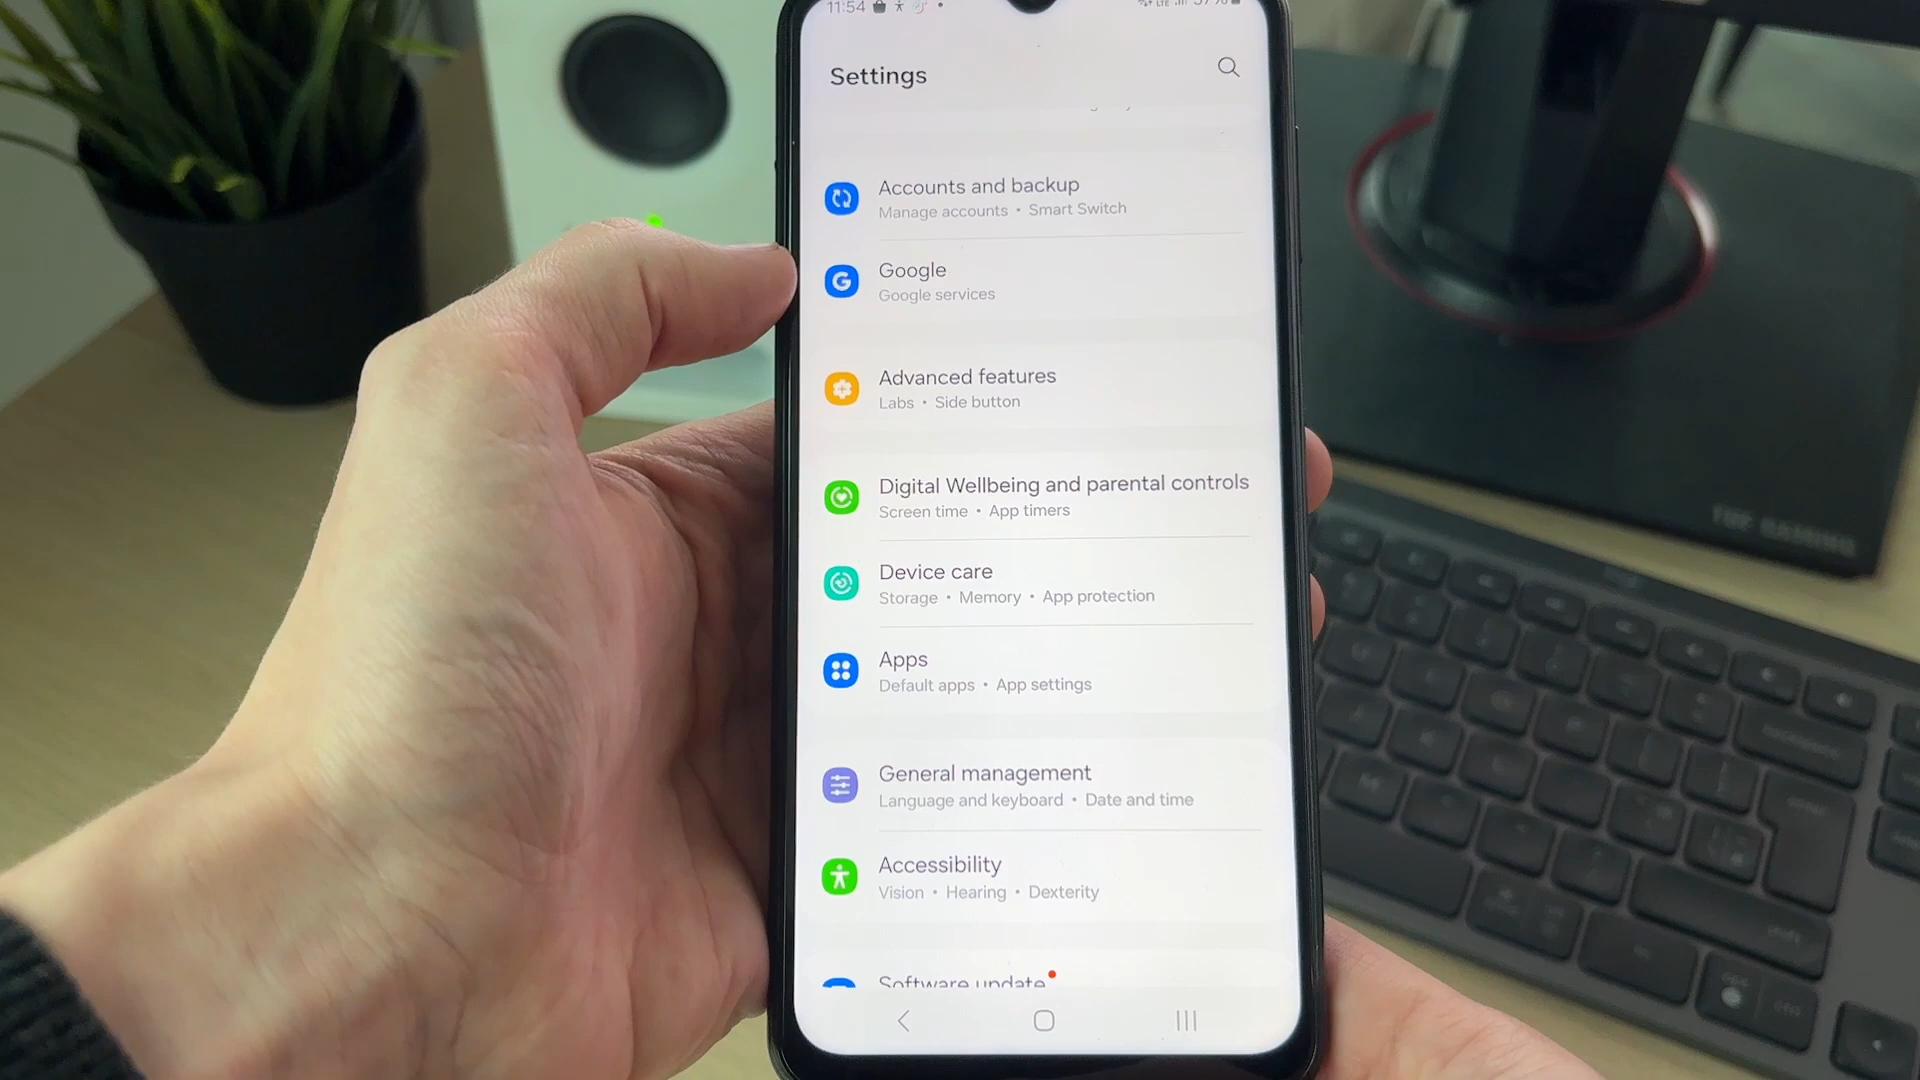 11:54
Settings
Accounts and backup
Manage accounts • Smart Switch
Google
Google services
Advanced features
Labs • Side button
Digital Wellbeing and parental controls
Screen time • App timers
Device care
Storage • Memory • App protection
Apps
Default apps • App settings
General management
Language and keyboard • Date and time
Accessibility
Vision • Hearing • Dexterity
Software update